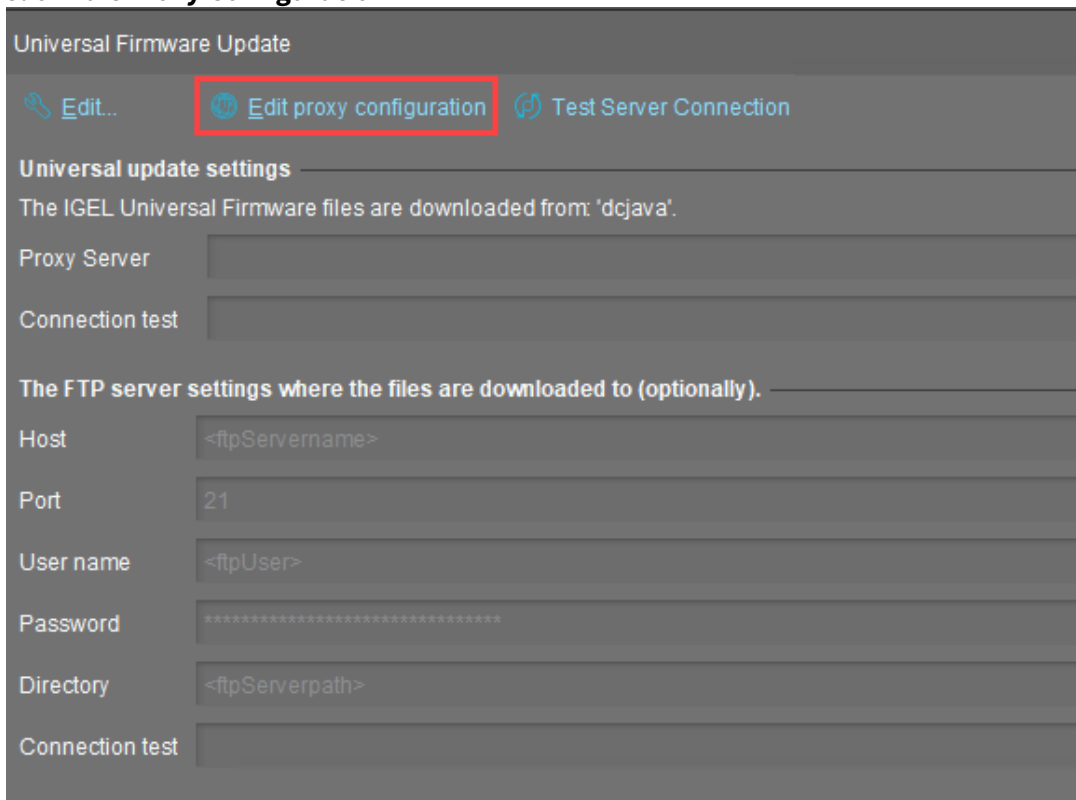 Universal Firmware Update
Edit... Edit proxy configuration Test Server Connection
Universal update settings
The IGEL Universal Firmware files are downloaded from: 'dcjava'.
Proxy Server
Connection test
The FTP server settings where the files are downloaded to (optionally).
Host <ftpServername>
Port 21
User name <ftpUser>
Password ********************************
Directory <ftpServerpath>
Connection test